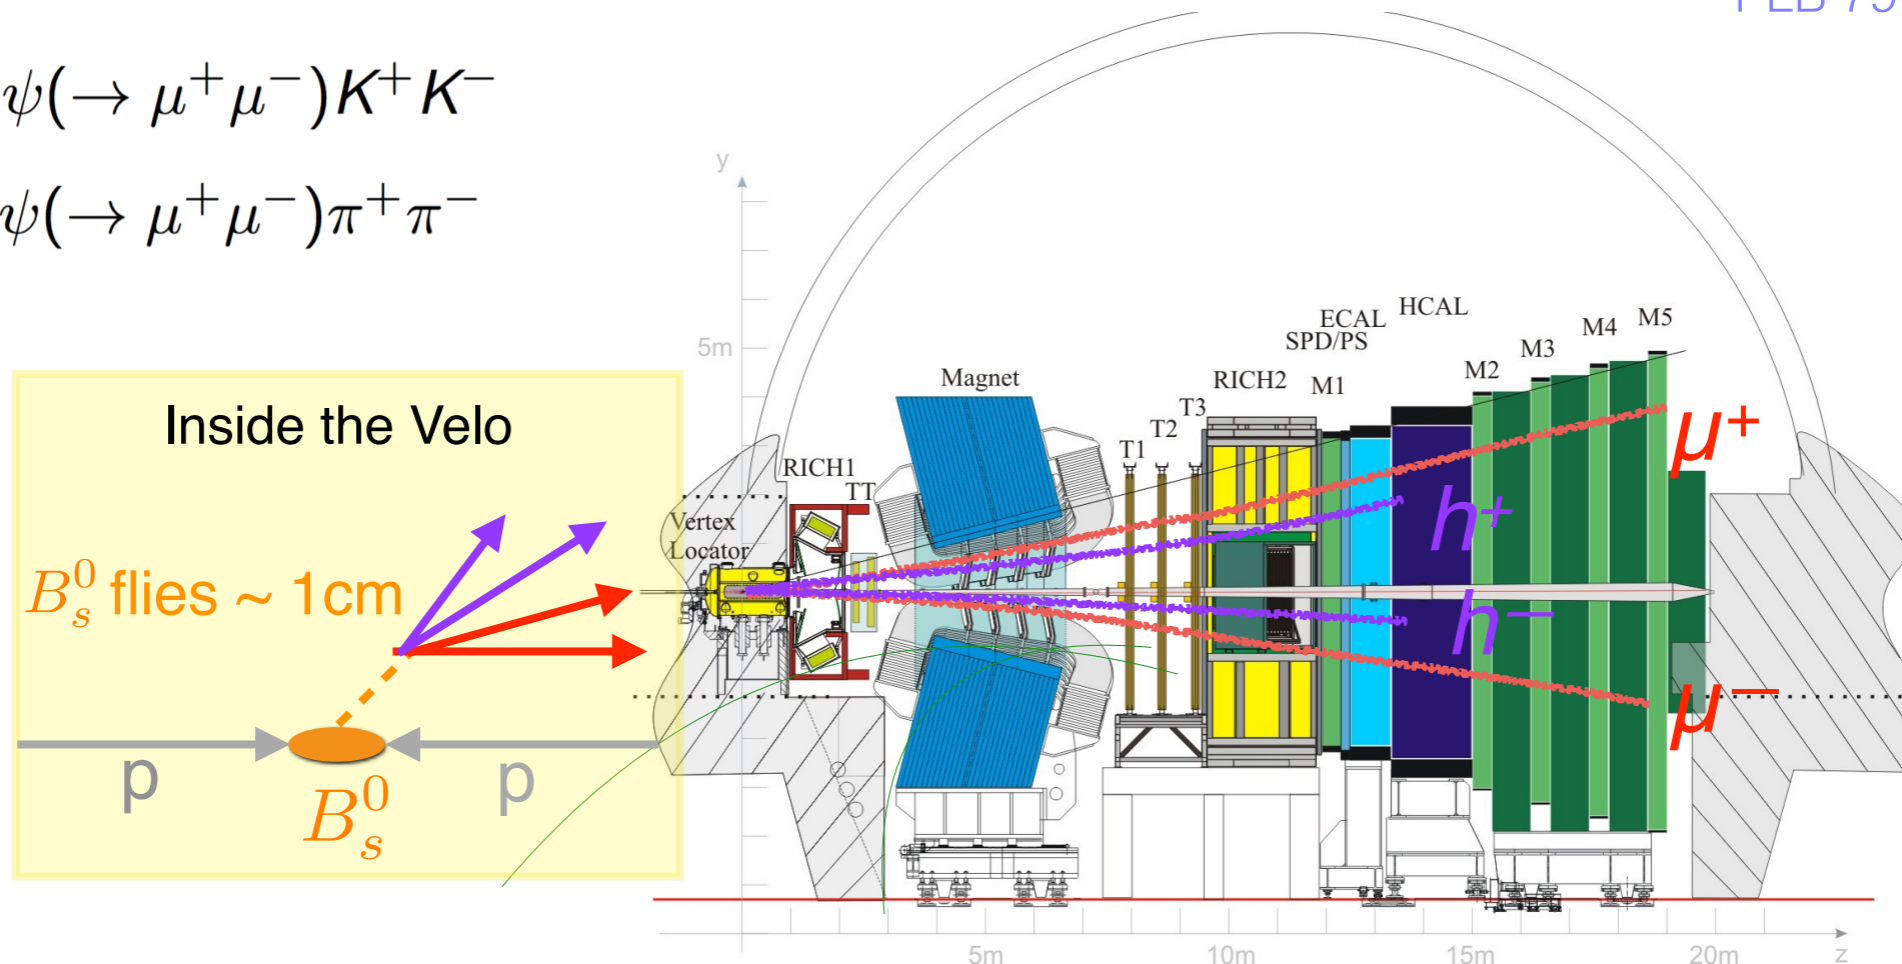 ψ(→ μ⁺μ⁻)K⁺K⁻
ψ(→ μ⁺μ⁻)π⁺π⁻
y
5m
Inside the Velo
B⁰ₛ flies ~ 1cm
p
p
B⁰ₛ
Vertex
Locator
RICH1
TT
Magnet
T1
T2
T3
RICH2
M1
SPD/PS
ECAL
HCAL
M2
M3
M4
M5
μ⁺
h⁺
h⁻
μ⁻
5m
10m
15m
20m
z